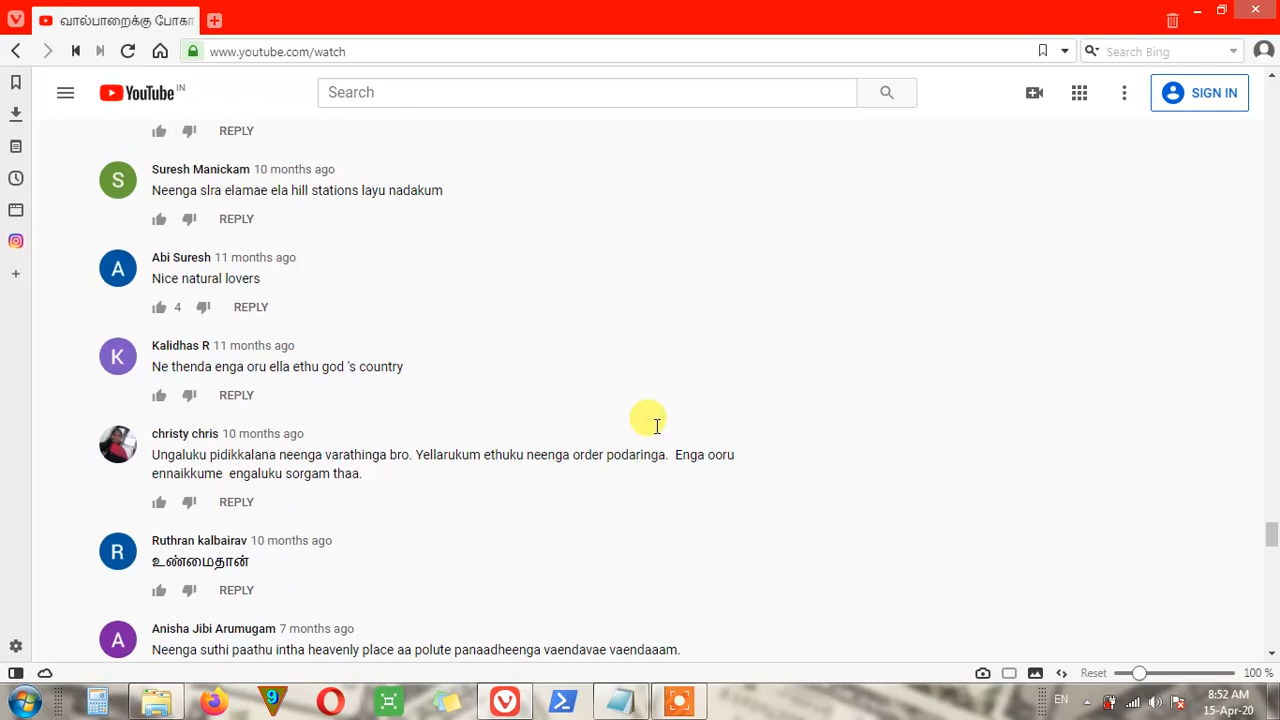 வால்பாறைக்கு போகா
www.youtube.com/watch
Search Bing
YouTube IN
Search
SIGN IN
REPLY
Suresh Manickam 10 months ago
Neenga slra elamae ela hill stations layu nadakum
REPLY
Abi Suresh 11 months ago
Nice natural lovers
4 REPLY
Kalidhas R 11 months ago
Ne thenda enga oru ella ethu god 's country
REPLY
christy chris 10 months ago
Ungaluku pidikkalana neenga varathinga bro. Yellarukum ethuku neenga order podaringa. Enga ooru
ennaikkume engaluku sorgam thaa.
REPLY
Ruthran kalbairav 10 months ago
உண்மைதான்
REPLY
Anisha Jibi Arumugam 7 months ago
Neenga suthi paathu intha heavenly place aa polute panaadheenga vaendavae vaendaaam.
Reset 100 %
EN
8:52 AM
15-Apr-20
S
A
K
R
A
9